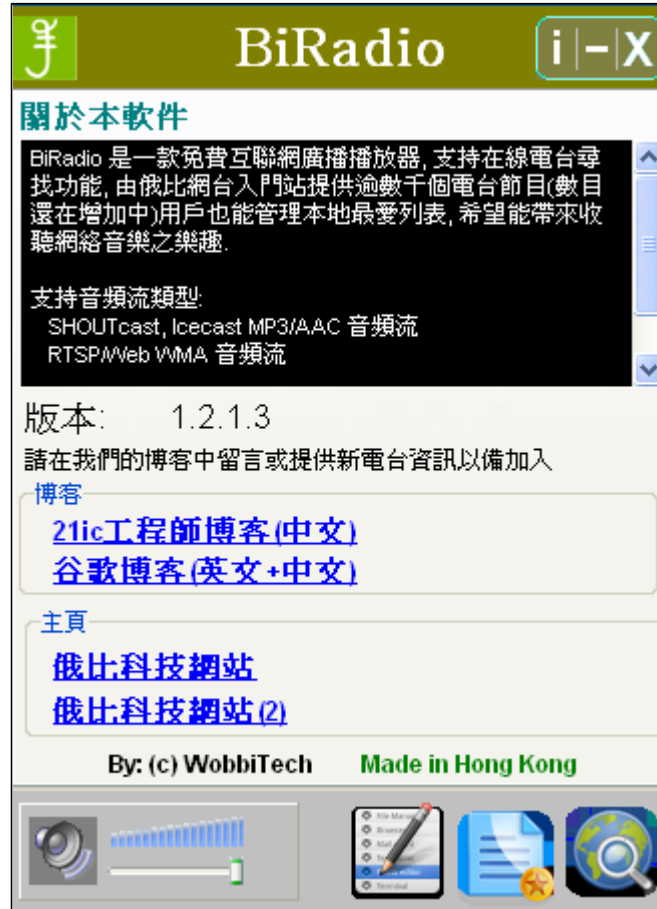 BiRadio
i|-|X
關於本軟件
BiRadio 是一款免費互聯網廣播播放器, 支持在線電台尋
找功能, 由俄比網台入門站提供逾數千個電台節目(數目
還在增加中)用戶也能管理本地最愛列表, 希望能帶來收
聽網絡音樂之樂趣.
支持音頻流類型:
SHOUTcast, Icecast MP3/AAC 音頻流
RTSP/Web WMA 音頻流
版本: 1.2.1.3
請在我們的博客中留言或提供新電台資訊以備加入
博客
21ic工程師博客(中文)
谷歌博客(英文+中文)
主頁
俄比科技網站
俄比科技網站(2)
By: (c) WobbiTech Made in Hong Kong
File Manag
Browser
Mail
Terminal